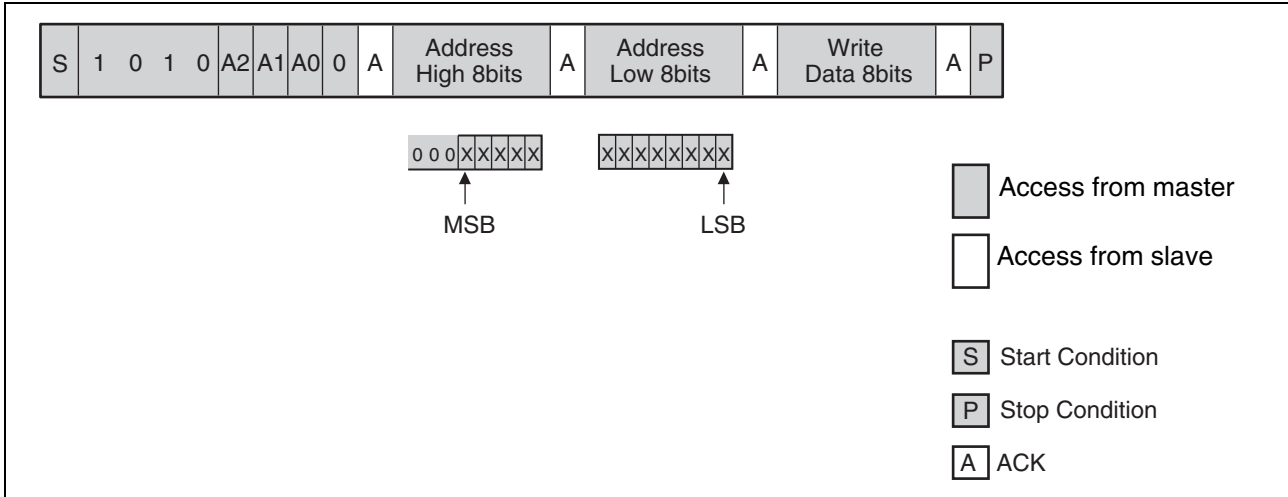 S 1 0 1 0 A2 A1 A0 0 A Address High 8bits A Address Low 8bits A Write Data 8bits A P
0 0 0 X X X X X X X X X X X X X
MSB LSB
Access from master
Access from slave
S Start Condition
P Stop Condition
A ACK